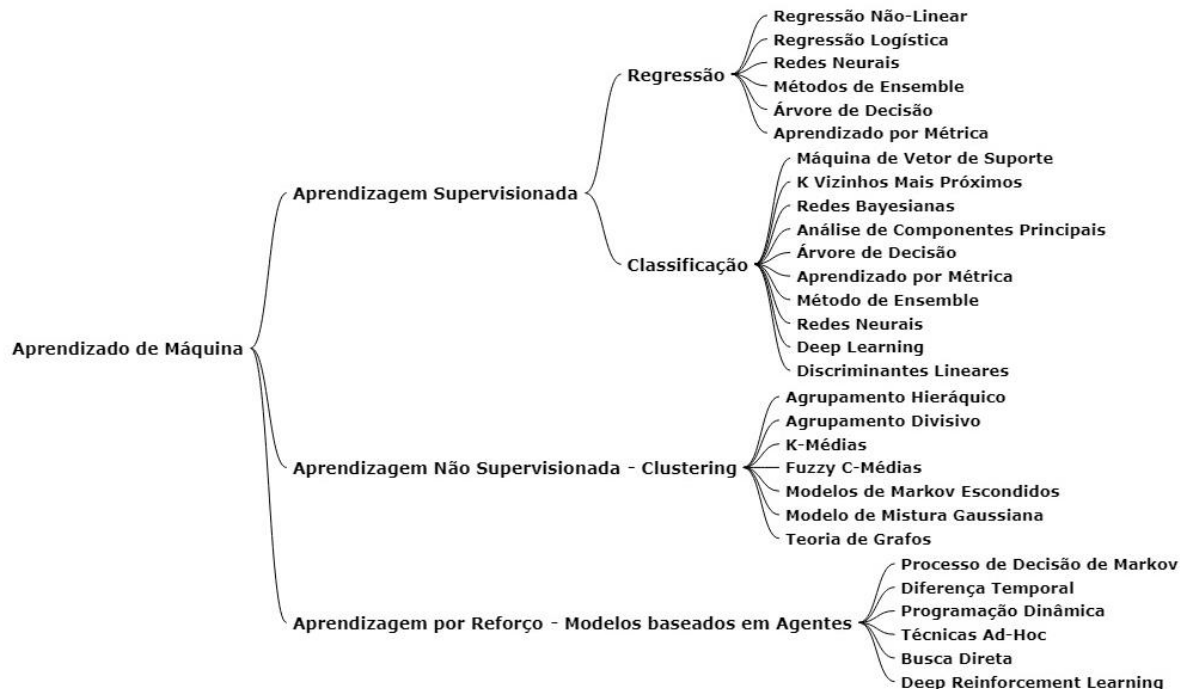 Aprendizado de Máquina
Aprendizagem Supervisionada
Regressão
Regressão Não-Linear
Regressão Logística
Redes Neurais
Métodos de Ensemble
Árvore de Decisão
Aprendizado por Métrica
Classificação
Máquina de Vetor de Suporte
K Vizinhos Mais Próximos
Redes Bayesianas
Análise de Componentes Principais
Árvore de Decisão
Aprendizado por Métrica
Método de Ensemble
Redes Neurais
Deep Learning
Discriminantes Lineares
Aprendizagem Não Supervisionada - Clustering
Agrupamento Hieráquico
Agrupamento Divisivo
K-Médias
Fuzzy C-Médias
Modelos de Markov Escondidos
Modelo de Mistura Gaussiana
Teoria de Grafos
Aprendizagem por Reforço - Modelos baseados em Agentes
Processo de Decisão de Markov
Diferença Temporal
Programação Dinâmica
Técnicas Ad-Hoc
Busca Direta
Deep Reinforcement Learning